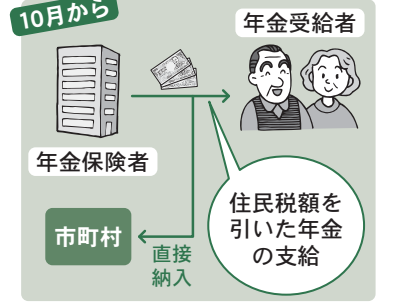 10月から
年金受給者
年金保険者
市町村
直接
納入
住民税額を
引いた年金
の支給